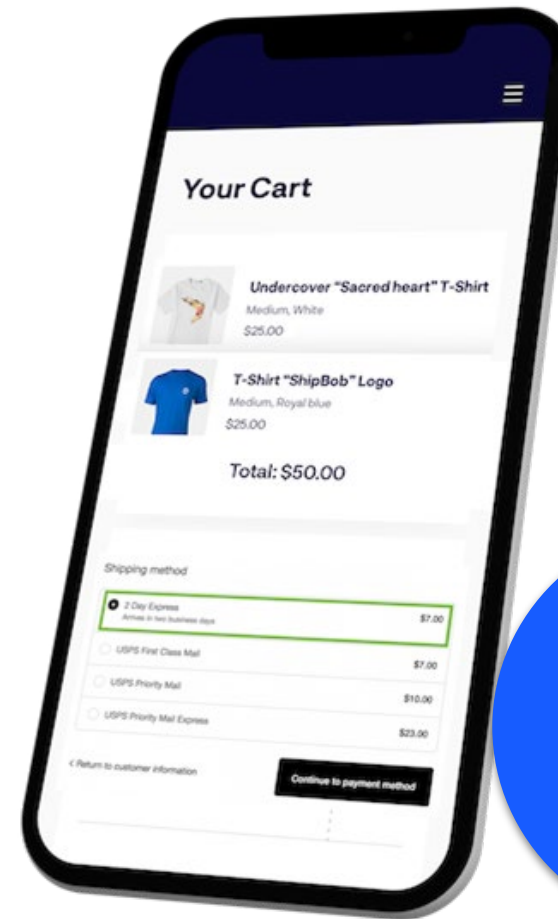 Your Cart
Undercover "Sacred heart" T-Shirt
Medium, White
$25.00
T-Shirt "ShipBob" Logo
Medium, Royal blue
$25.00
Total: $50.00
Shipping method
2 Day Express
Arrives in two business days
$7.00
USPS First Class Mail
$7.00
USPS Priority Mail
$10.00
USPS Priority Mail Express
$23.00
< Return to customer information
Continue to payment method